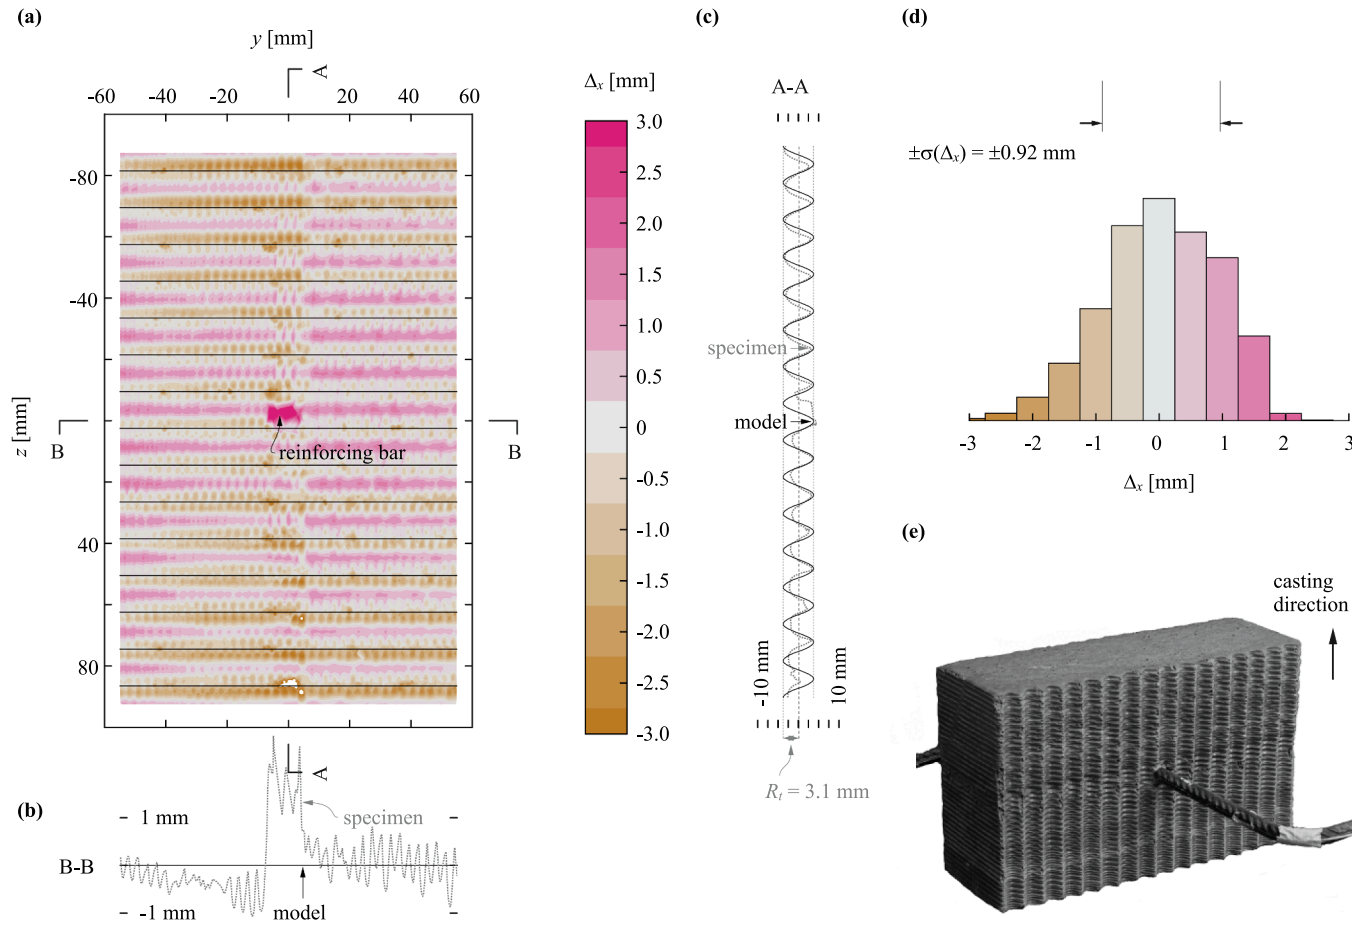 (a)
y [mm]
A
-60
-40
20
40
60
-80
-40
40
80
z [mm]
B
B
reinforcing bar
A
Δx [mm]
3.0
2.5
2.0
1.5
1.0
0.5
0
-0.5
-1.0
-1.5
-2.0
-2.5
-3.0
(b)
1 mm
specimen
B-B
-1 mm
model
(c)
A-A
specimen
model
-10 mm
10 mm
Rt = 3.1 mm
(d)
±σ(Δx) = ±0.92 mm
-3
-2
-1
0
1
2
3
Δx [mm]
(e)
casting
direction